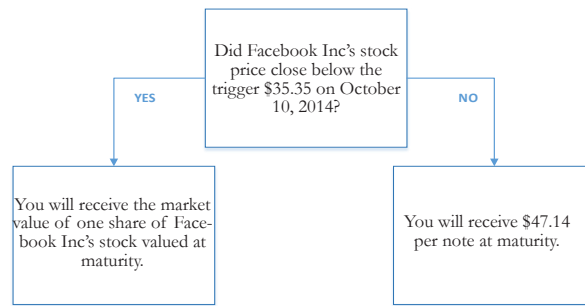 Did Facebook Inc's stock
price close below the
trigger $35.35 on October
10, 2014?
YES
NO
You will receive the market
value of one share of Face-
book Inc's stock valued at
maturity.
You will receive $47.14
per note at maturity.